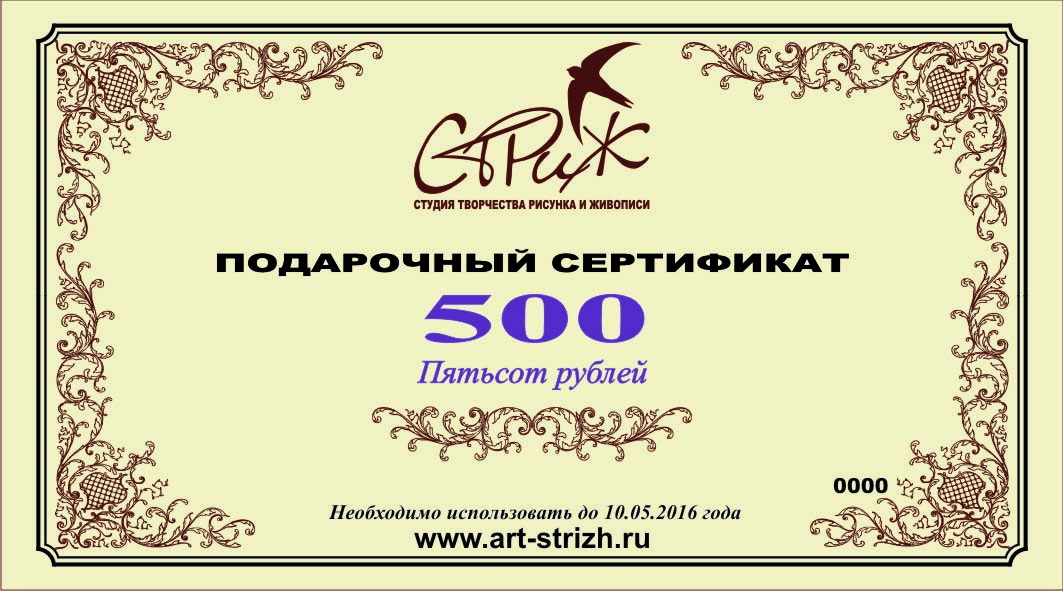 Стриж
СТУДИЯ ТВОРЧЕСТВА РИСУНКА И ЖИВОПИСИ
ПОДАРОЧНЫЙ СЕРТИФИКАТ
500
Пятьсот рублей
0000
Необходимо использовать до 10.05.2016 года
www.art-strizh.ru